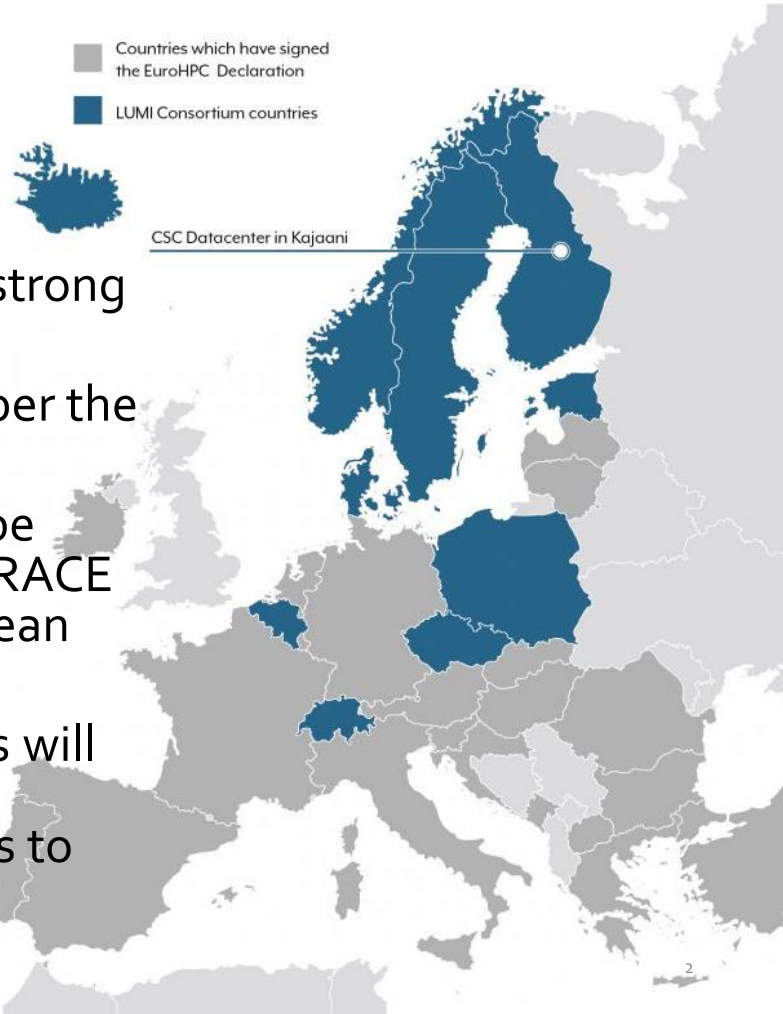 Countries which have signed
the EuroHPC Declaration
LUMI Consortium countries
CSC Datacenter in Kajaani
strong
per the
be
RACE
ean
s will
s to
2